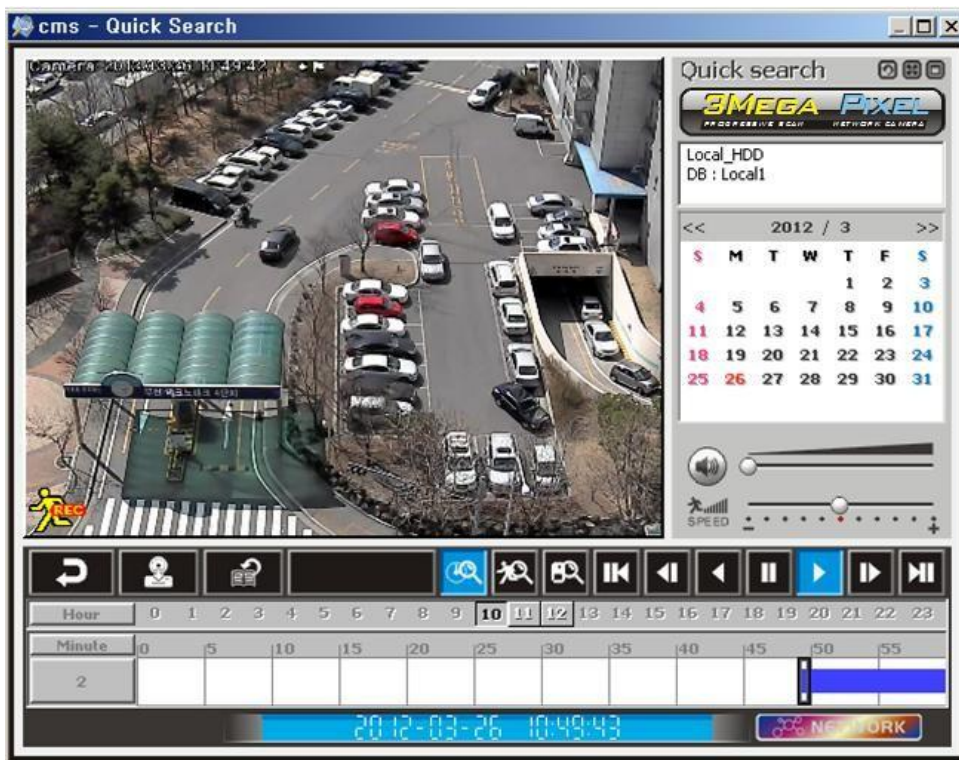 cms - Quick Search
Quick search
3MEGA PIXEL
PROGRESSIVE SCAN NETWORK CAMERA
Local_HDD
DB : Local1
<< 2012 / 3 >>
S M T W T F S
1 2 3
4 5 6 7 8 9 10
11 12 13 14 15 16 17
18 19 20 21 22 23 24
25 26 27 28 29 30 31
REC
SPEED
- +
Hour 0 1 2 3 4 5 6 7 8 9 10 11 12 13 14 15 16 17 18 19 20 21 22 23
Minute 0 5 10 15 20 25 30 35 40 45 50 55
2
2012-03-26 10:49:43
NETWORK